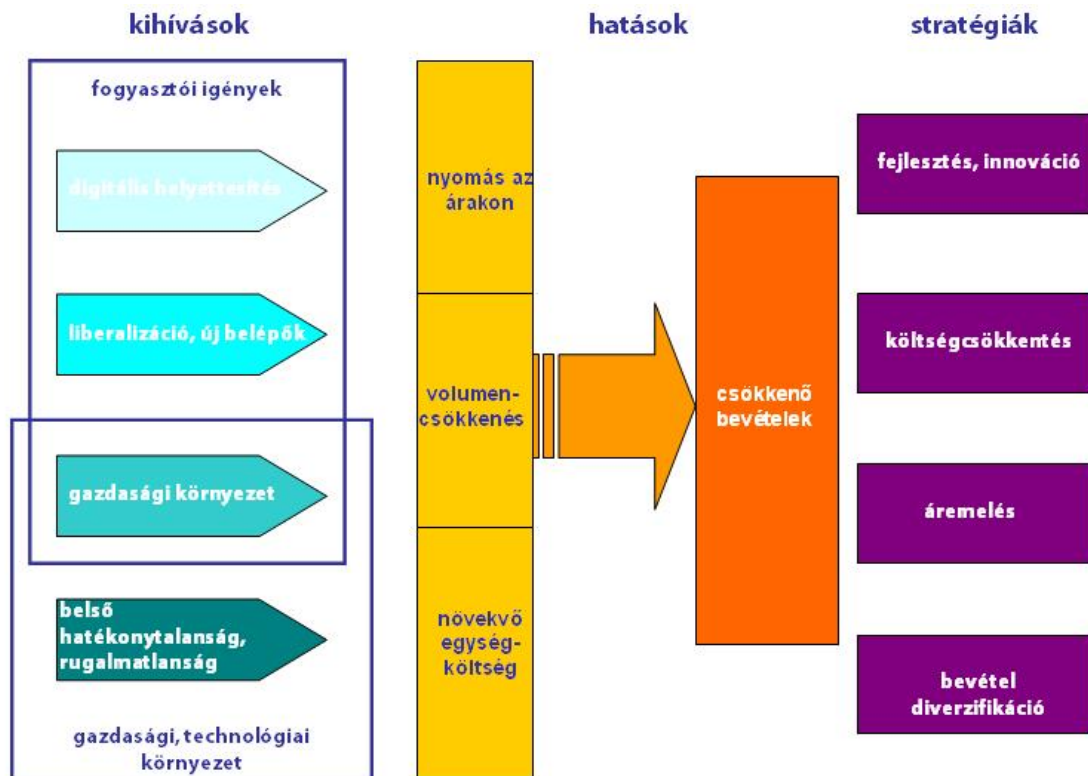 kihívások
hatások
stratégiák
fogyasztói igények
digitális helyettesítés
liberalizáció, új belépők
gazdasági környezet
belső
hatékonytalanság,
rugalmatlanság
gazdasági, technológiai
környezet
nyomás az
árakon
volumen-
csökkenés
növekvő
egység-
költség
csökkenő
bevételek
fejlesztés, innováció
költségcsökkentés
áremelés
bevétel
diverzifikáció